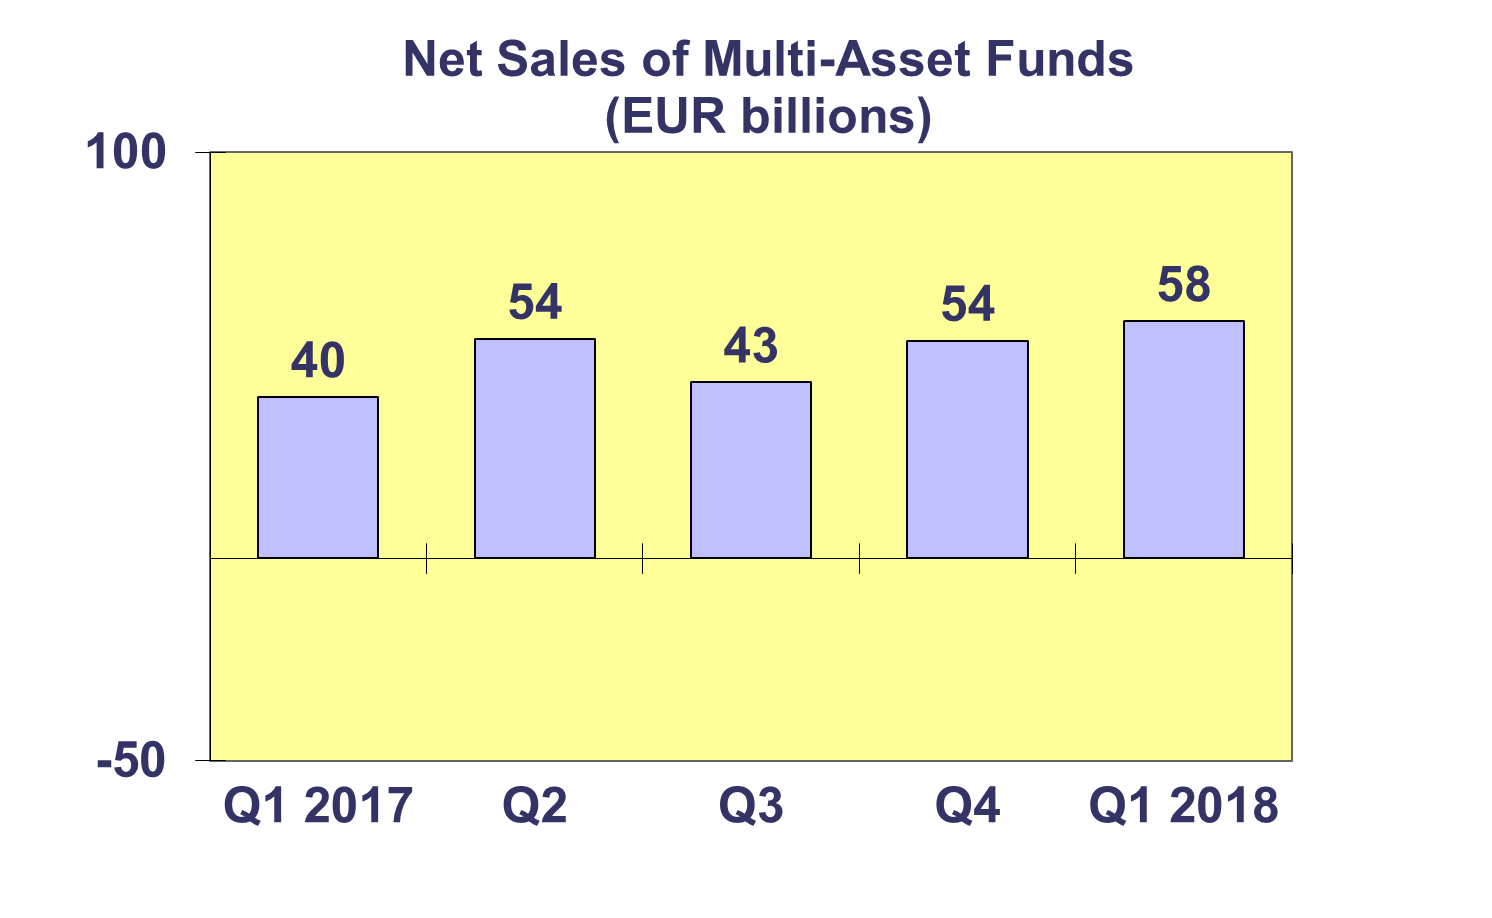 Net Sales of Multi-Asset Funds
(EUR billions)
100
58
54
54
43
40
-50
Q1 2017 Q2 Q3 Q4 Q1 2018